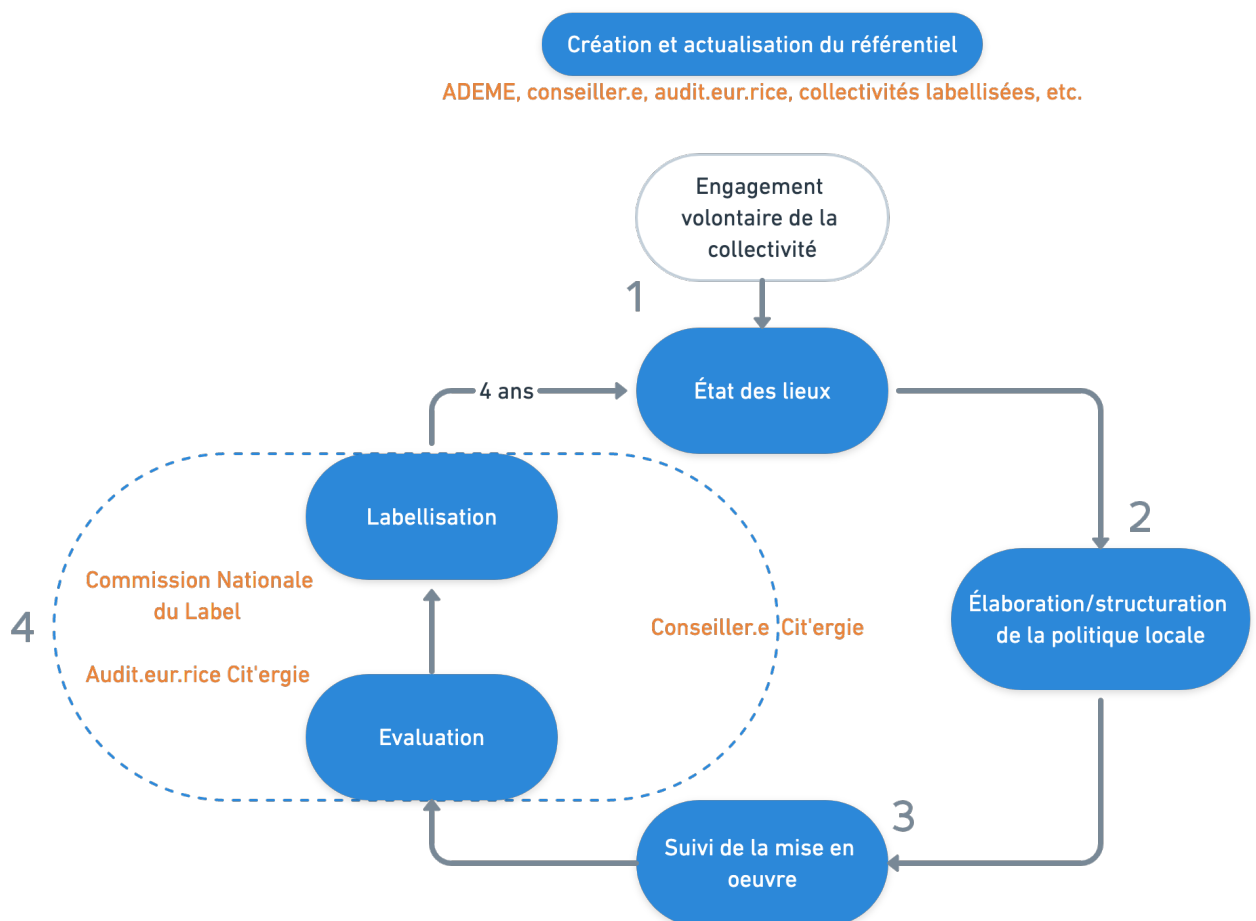 Création et actualisation du référentiel
ADEME, conseiller.e, audit.eur.rice, collectivités labellisées, etc.
Engagement
volontaire de la
collectivité
1
4 ans
État des lieux
2
Labellisation
Élaboration/structuration
de la politique locale
4
Commission Nationale
du Label
Conseiller.e Cit'ergie
Audit.eur.rice Cit'ergie
Evaluation
3
Suivi de la mise en
oeuvre